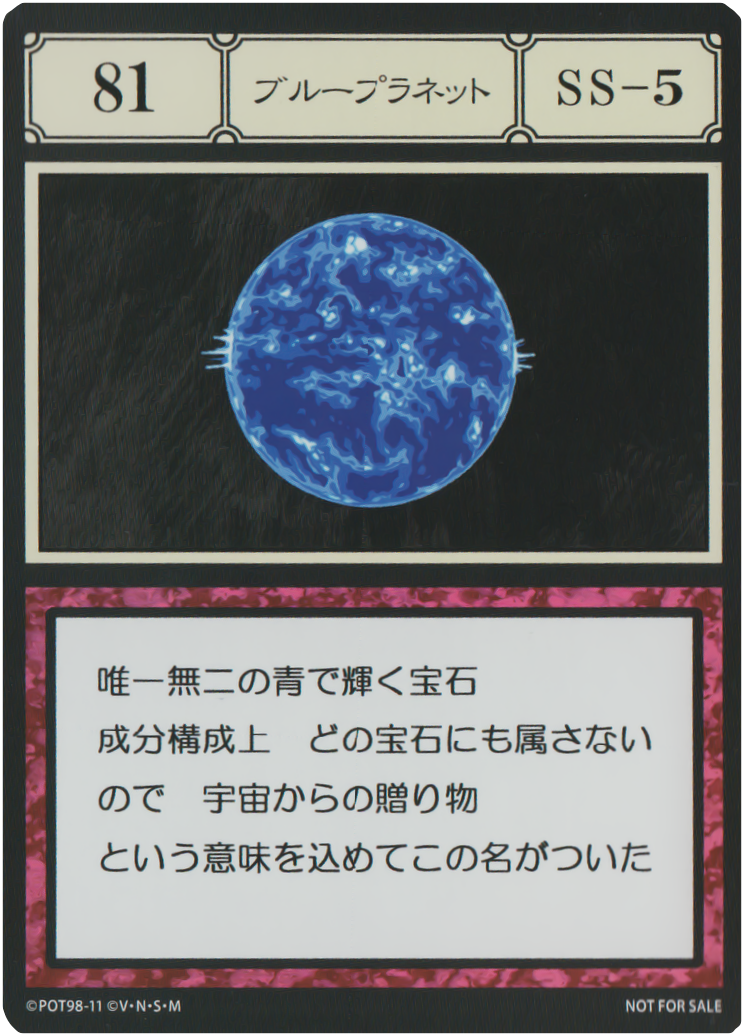 81
ブループラネット
SS-5
唯一無二の青で輝く宝石
成分構成上　どの宝石にも属さない
ので　宇宙からの贈り物
という意味を込めてこの名がついた
©POT98-11 ©V・N・S・M
NOT FOR SALE